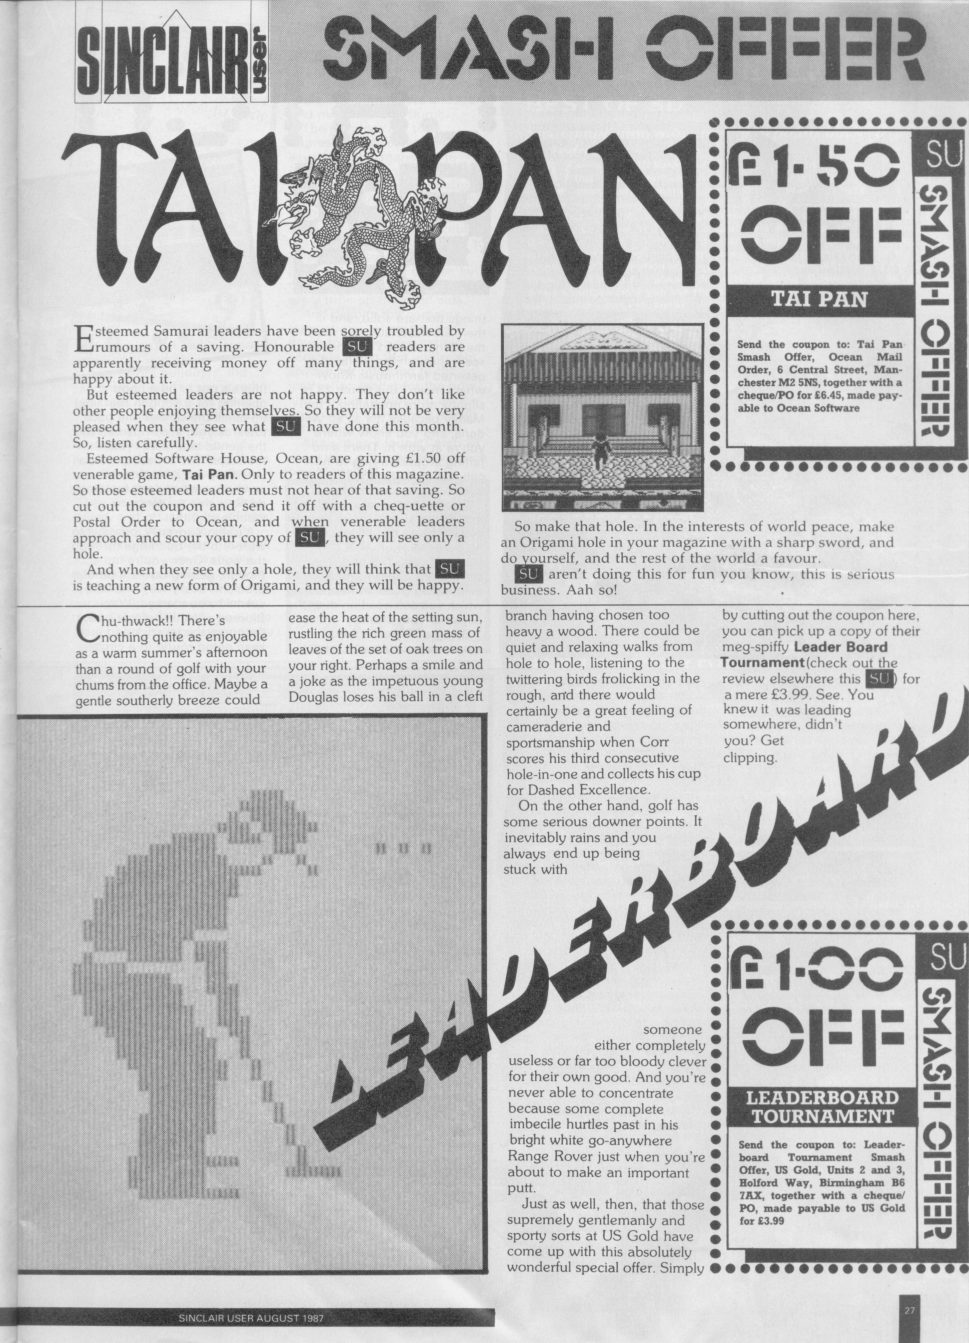 SINCLAIR user
SMASH OFFER
TAI PAN
Esteemed Samurai leaders have been sorely troubled by
rumours of a saving. Honourable SU readers are
apparently receiving money off many things, and are
happy about it.
But esteemed leaders are not happy. They don't like
other people enjoying themselves. So they will not be very
pleased when they see what SU have done this month.
So, listen carefully.
Esteemed Software House, Ocean, are giving £1.50 off
venerable game, Tai Pan. Only to readers of this magazine.
So those esteemed leaders must not hear of that saving. So
cut out the coupon and send it off with a cheq-uette or
Postal Order to Ocean, and when venerable leaders
approach and scour your copy of SU, they will see only a
hole.
And when they see only a hole, they will think that SU
is teaching a new form of Origami, and they will be happy.
So make that hole. In the interests of world peace, make
an Origami hole in your magazine with a sharp sword, and
do yourself, and the rest of the world a favour.
SU aren't doing this for fun you know, this is serious
business. Aah so!
£1·50
OFF
TAI PAN
Send the coupon to: Tai Pan
Smash Offer, Ocean Mail
Order, 6 Central Street, Man-
chester M2 5NS, together with a
cheque/PO for £6.45, made pay-
able to Ocean Software
SU
SMASH OFFER
Chu-thwack!! There's
nothing quite as enjoyable
as a warm summer's afternoon
than a round of golf with your
chums from the office. Maybe a
gentle southerly breeze could
ease the heat of the setting sun,
rustling the rich green mass of
leaves of the set of oak trees on
your right. Perhaps a smile and
a joke as the impetuous young
Douglas loses his ball in a cleft
branch having chosen too
heavy a wood. There could be
quiet and relaxing walks from
hole to hole, listening to the
twittering birds frolicking in the
rough, and there would
certainly be a great feeling of
cameraderie and
sportsmanship when Corr
scores his third consecutive
hole-in-one and collects his cup
for Dashed Excellence.
On the other hand, golf has
some serious downer points. It
inevitably rains and you
always end up being
stuck with
someone
either completely
useless or far too bloody clever
for their own good. And you're
never able to concentrate
because some complete
imbecile hurtles past in his
bright white go-anywhere
Range Rover just when you're
about to make an important
putt.
Just as well, then, that those
supremely gentlemanly and
sporty sorts at US Gold have
come up with this absolutely
wonderful special offer. Simply
by cutting out the coupon here,
you can pick up a copy of their
meg-spiffy Leader Board
Tournament(check out the
review elsewhere this SU) for
a mere £3.99. See. You
knew it was leading
somewhere, didn't
you? Get
clipping.
LEADERBOARD
£1·00
OFF
LEADERBOARD
TOURNAMENT
Send the coupon to: Leader-
board Tournament Smash
Offer, US Gold, Units 2 and 3,
Holford Way, Birmingham B6
7AX, together with a cheque/
PO, made payable to US Gold
for £3.99
SU
SMASH OFFER
SINCLAIR USER AUGUST 1987
27